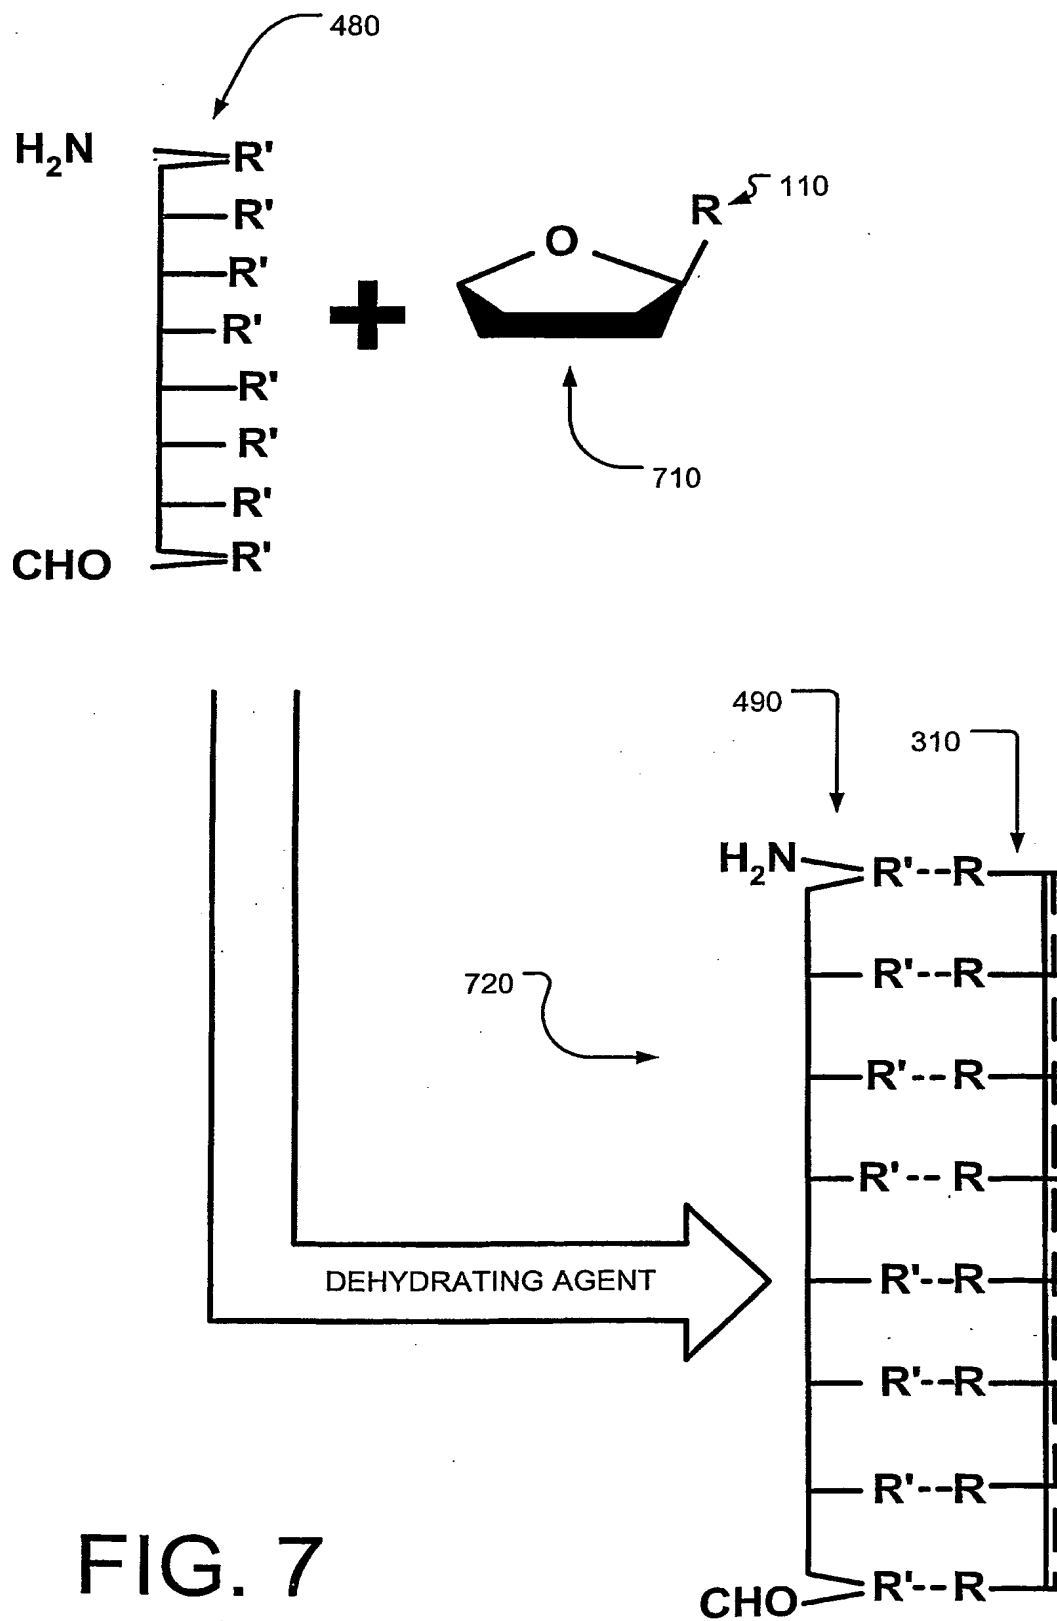 480
H₂N R'
R'
R' R 110
R' O
R' +
R'
R' 710
R'
CHO R'
490
310
H₂N R'--R
R'--R
720
R'--R
R'--R
R'--R
DEHYDRATING AGENT
R'--R
R'--R
CHO R'--R
FIG. 7